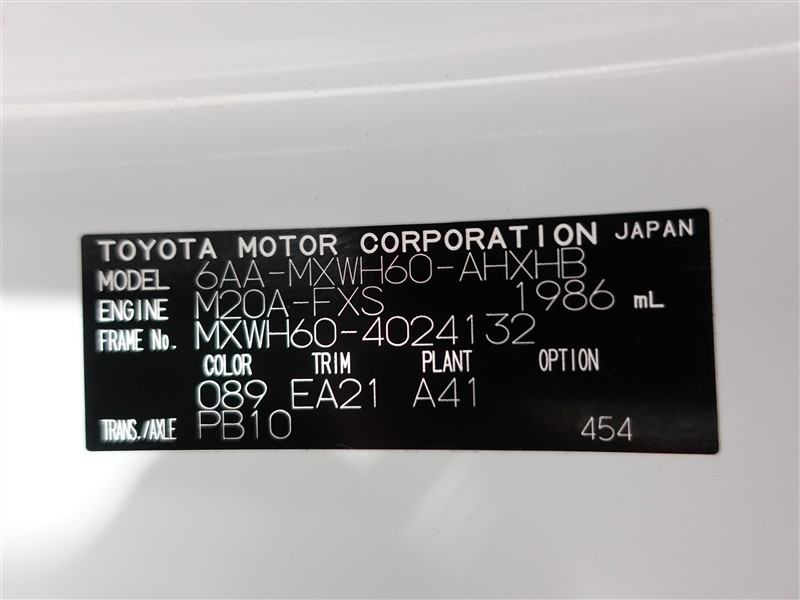 TOYOTA MOTOR CORPORATION JAPAN
MODEL 6AA-MXWH60-AHXHB
ENGINE M20A-FXS 1986 mL
FRAME No. MXWH60-4024132
COLOR TRIM PLANT OPTION
089 EA21 A41
TRANS./AXLE PB10 454